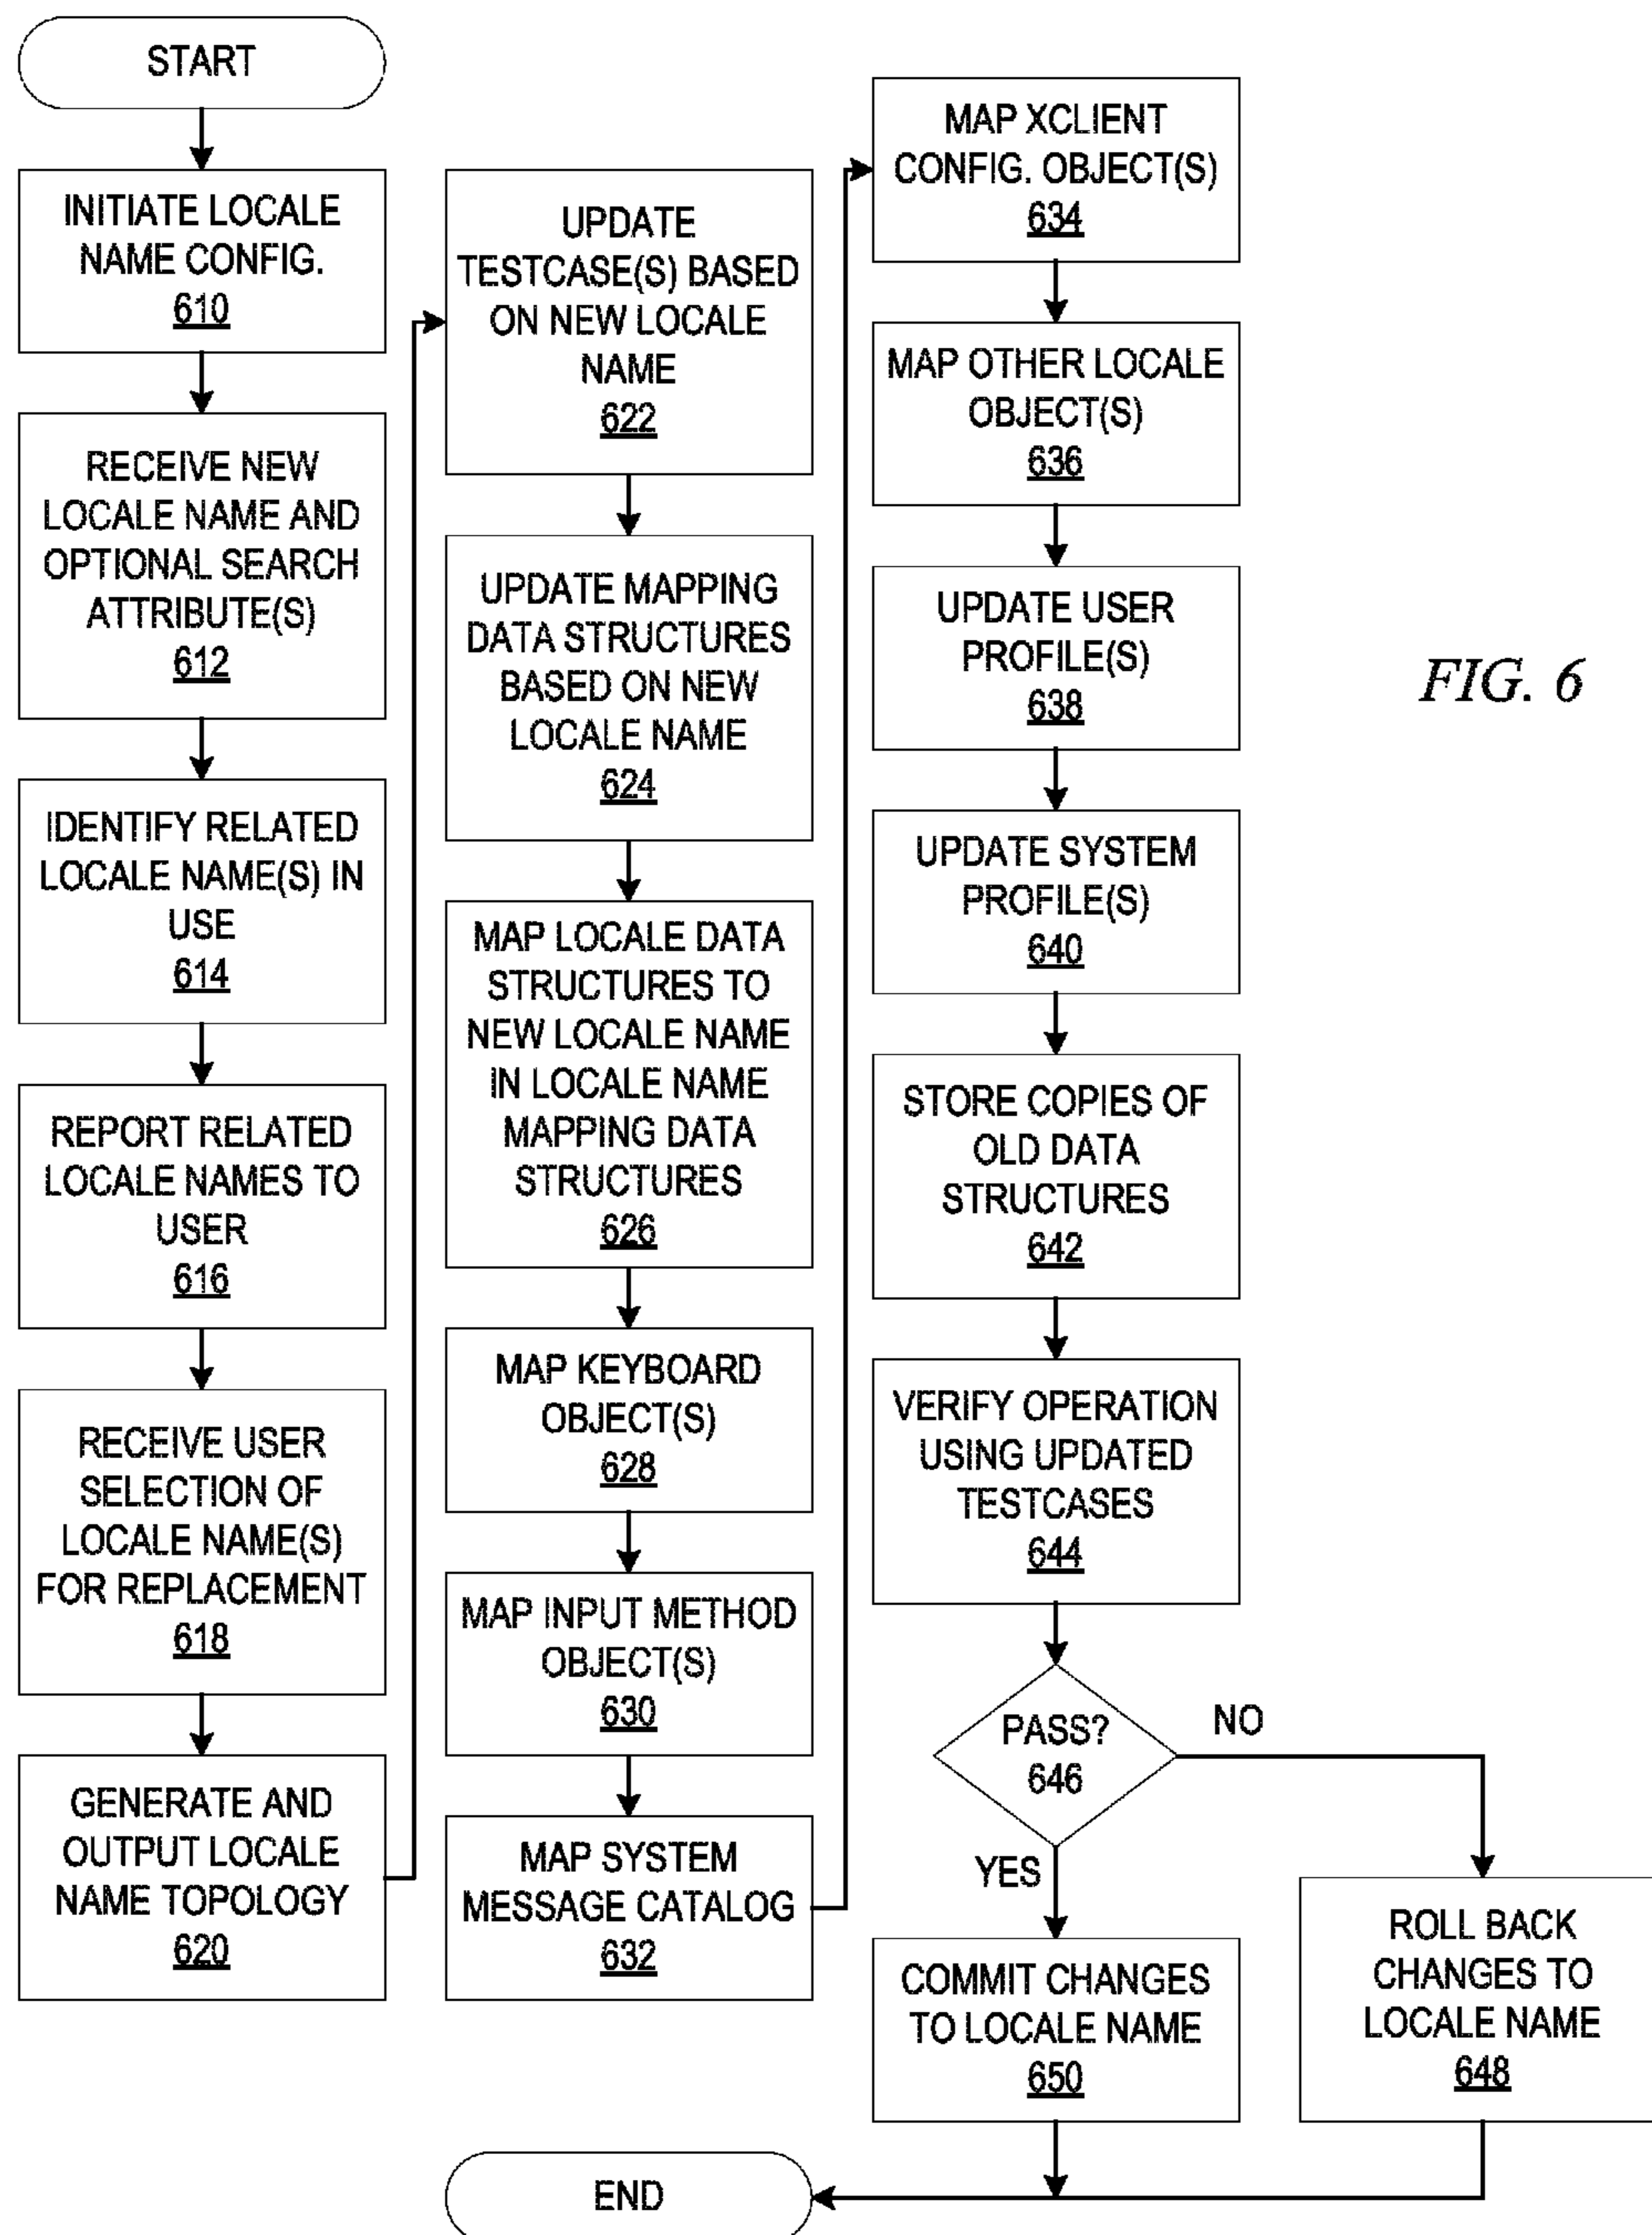 START
INITIATE LOCALE
NAME CONFIG.
610
RECEIVE NEW
LOCALE NAME AND
OPTIONAL SEARCH
ATTRIBUTE(S)
612
IDENTIFY RELATED
LOCALE NAME(S) IN
USE
614
REPORT RELATED
LOCALE NAMES TO
USER
616
RECEIVE USER
SELECTION OF
LOCALE NAME(S)
FOR REPLACEMENT
618
GENERATE AND
OUTPUT LOCALE
NAME TOPOLOGY
620
UPDATE
TESTCASE(S) BASED
ON NEW LOCALE
NAME
622
UPDATE MAPPING
DATA STRUCTURES
BASED ON NEW
LOCALE NAME
624
MAP LOCALE DATA
STRUCTURES TO
NEW LOCALE NAME
IN LOCALE NAME
MAPPING DATA
STRUCTURES
626
MAP KEYBOARD
OBJECT(S)
628
MAP INPUT METHOD
OBJECT(S)
630
MAP SYSTEM
MESSAGE CATALOG
632
MAP XCLIENT
CONFIG. OBJECT(S)
634
MAP OTHER LOCALE
OBJECT(S)
636
UPDATE USER
PROFILE(S)
638
UPDATE SYSTEM
PROFILE(S)
640
STORE COPIES OF
OLD DATA
STRUCTURES
642
VERIFY OPERATION
USING UPDATED
TESTCASES
644
PASS?
646
NO
YES
COMMIT CHANGES
TO LOCALE NAME
650
ROLL BACK
CHANGES TO
LOCALE NAME
648
END
FIG. 6